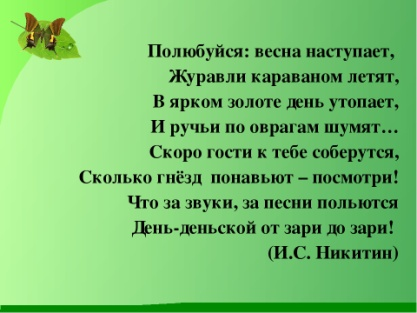 Полюбуйся: весна наступает,
Журавли караваном летят,
В ярком золоте день утопает,
И ручьи по оврагам шумят…
Скоро гости к тебе соберутся,
Сколько гнёзд понавьют – посмотри!
Что за звуки, за песни польются
День-деньской от зари до зари!
(И.С. Никитин)